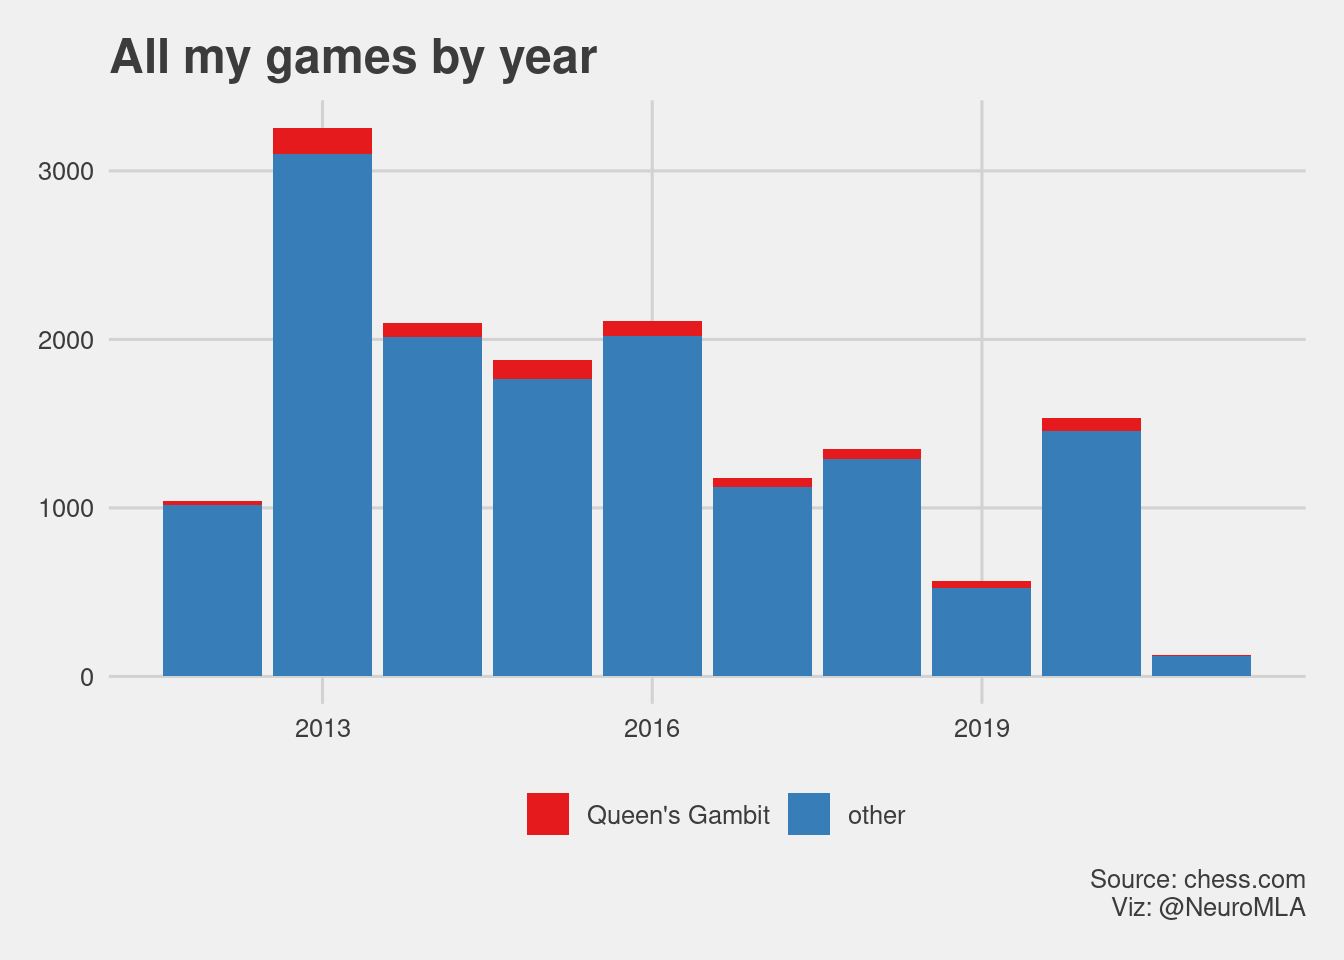 All my games by year
3000
2000
1000
0
2013 2016 2019
Queen's Gambit other
Source: chess.com
Viz: @NeuroMLA